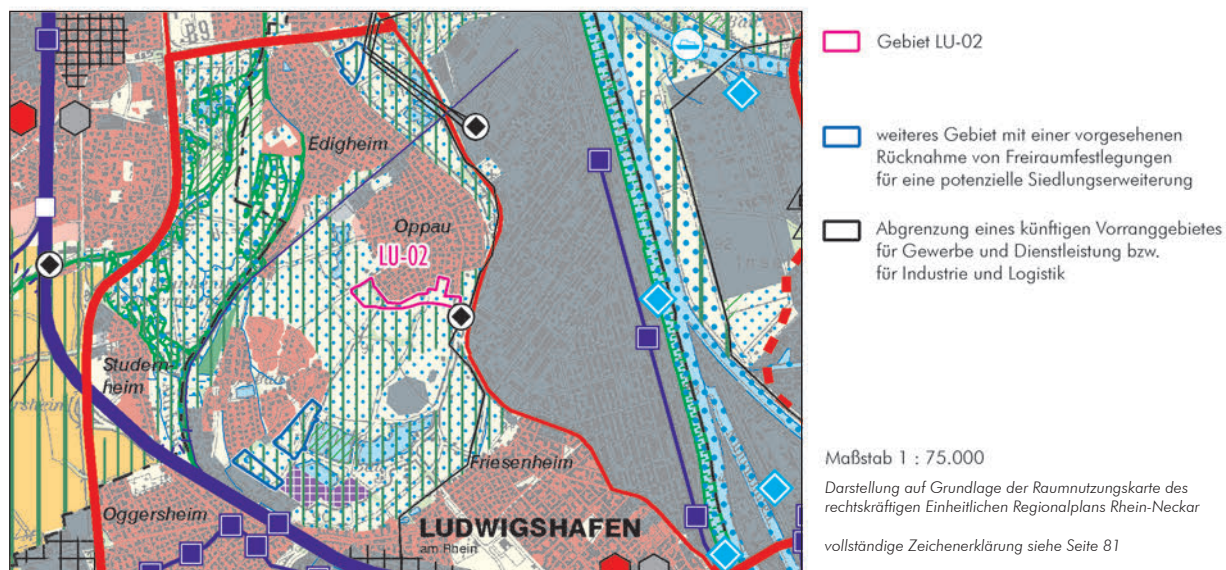 B9
Edigheim
Oppau
LU-02
Studern-
heim
Friesenheim
Oggersheim
LUDWIGSHAFEN
am Rhein
Gebiet LU-02
weiteres Gebiet mit einer vorgesehenen
Rücknahme von Freiraumfestlegungen
für eine potenzielle Siedlungserweiterung
Abgrenzung eines künftigen Vorranggebietes
für Gewerbe und Dienstleistung bzw.
für Industrie und Logistik
Maßstab 1 : 75.000
Darstellung auf Grundlage der Raumnutzungskarte des
rechtskräftigen Einheitlichen Regionalplans Rhein-Neckar
vollständige Zeichenerklärung siehe Seite 81